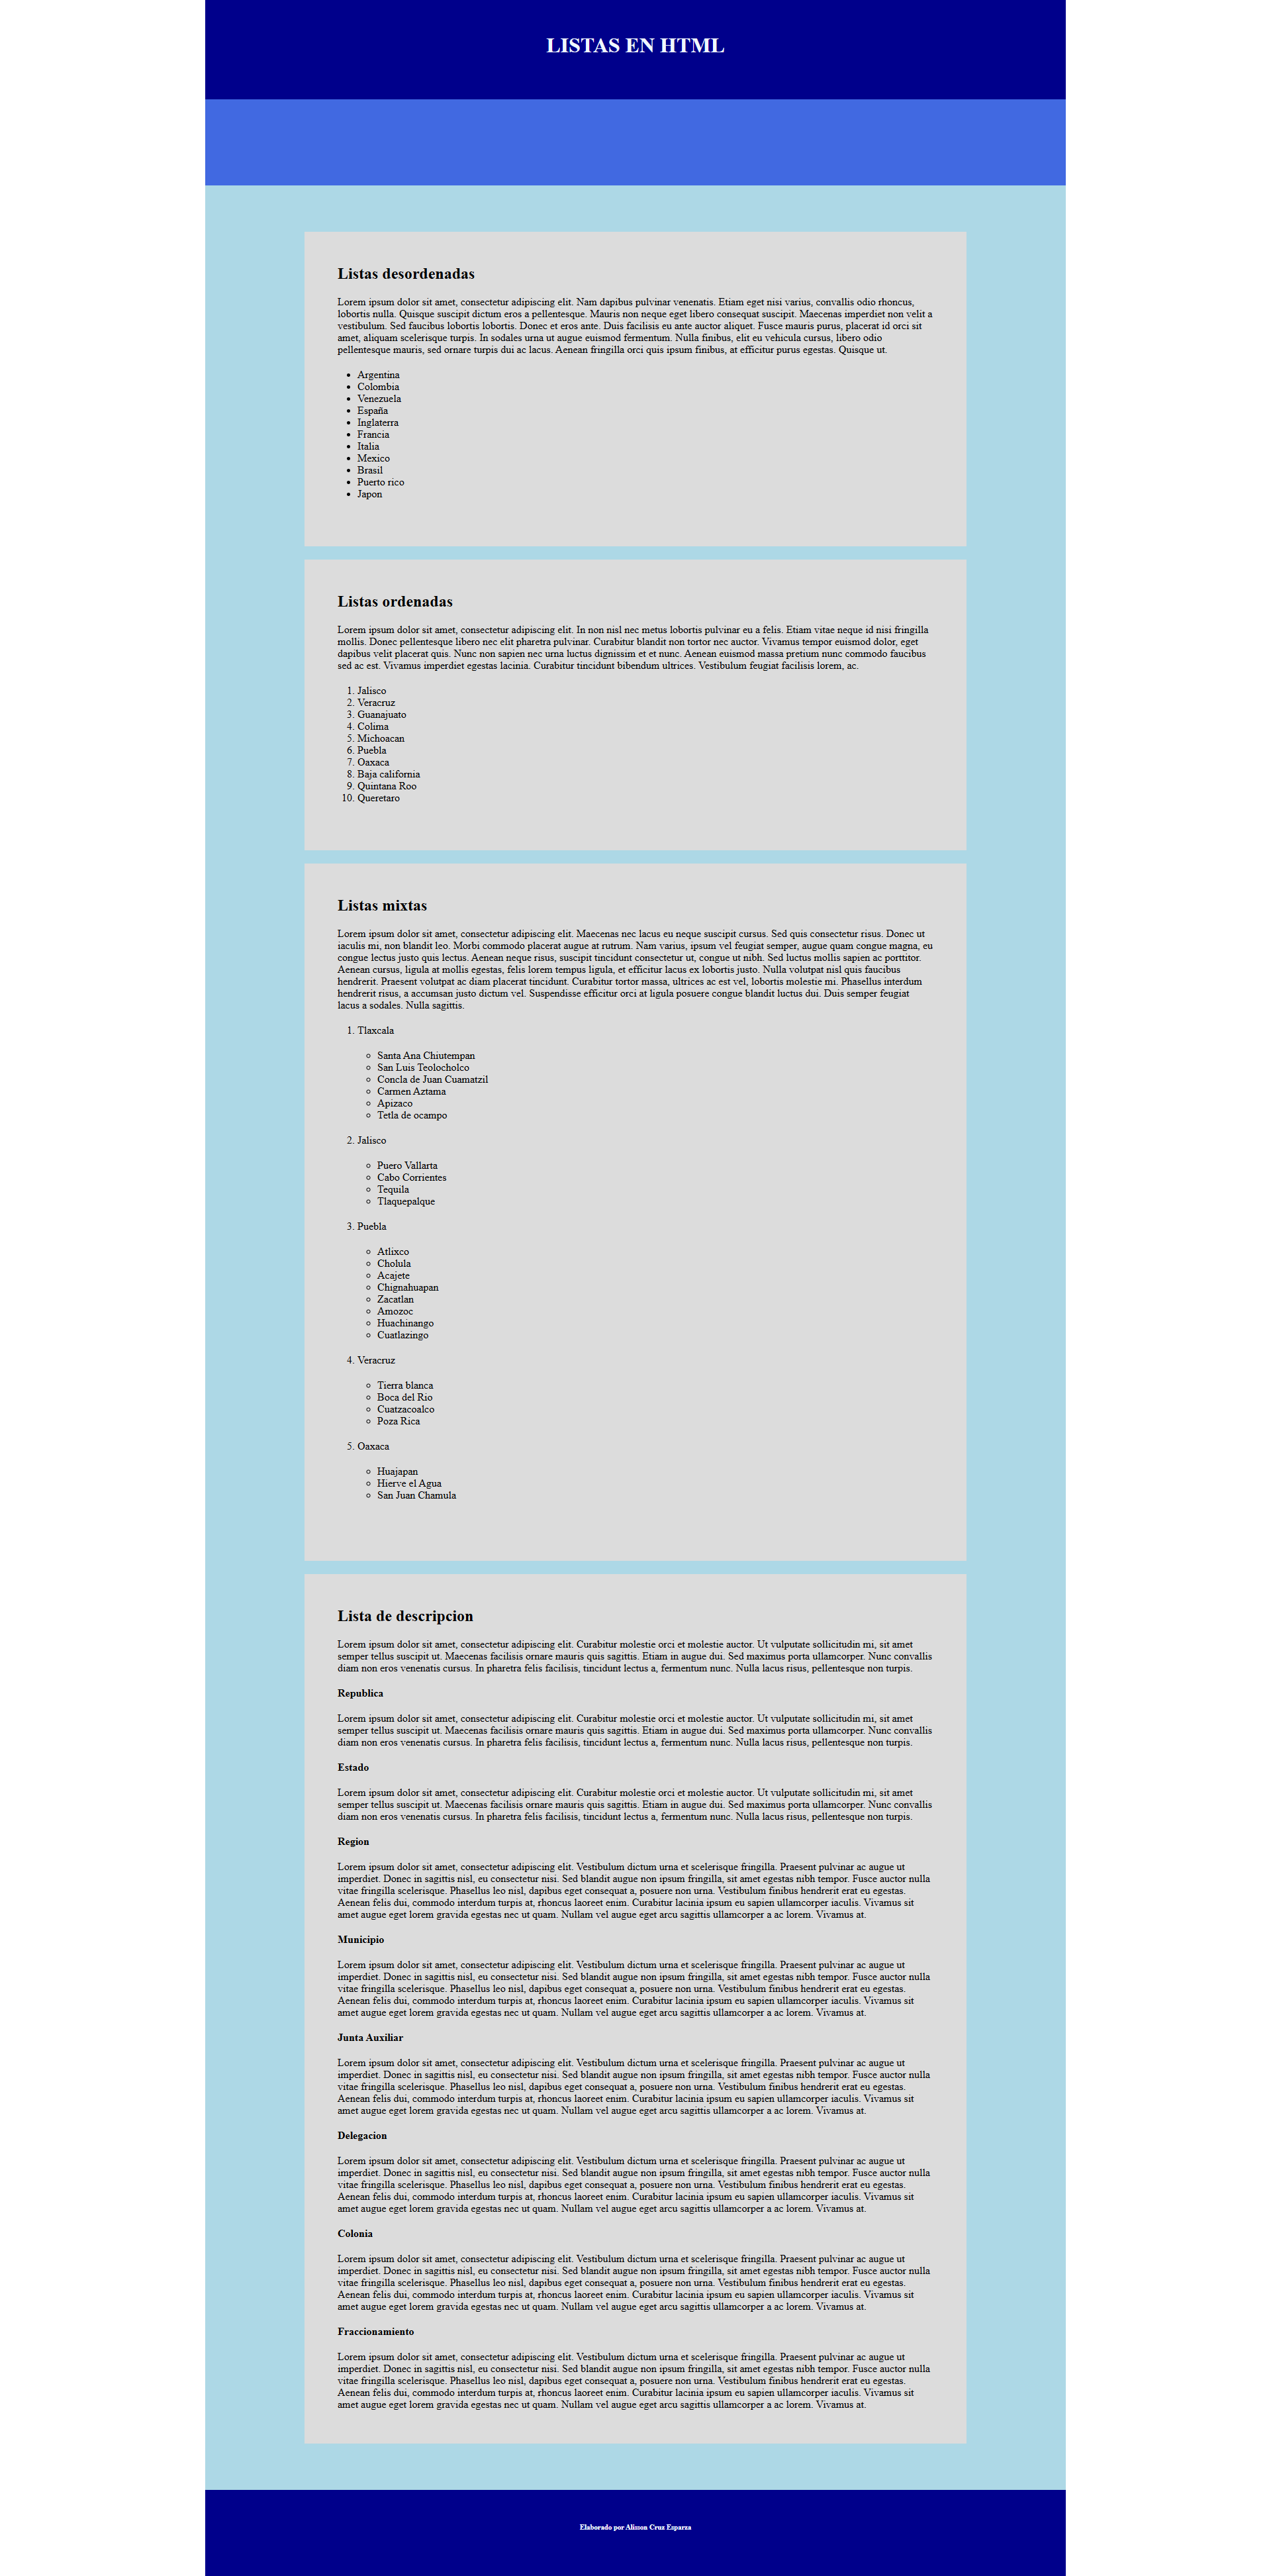 LISTAS EN HTML
Listas desordenadas
Lorem ipsum dolor sit amet, consectetur adipiscing elit. Nam dapibus pulvinar venenatis. Etiam eget nisi varius, convallis odio rhoncus,
lobortis nulla. Quisque suscipit dictum eros a pellentesque. Mauris non neque eget libero consequat suscipit. Maecenas imperdiet non velit a
vestibulum. Sed faucibus lobortis lobortis. Donec et eros ante. Duis facilisis eu ante auctor aliquet. Fusce mauris purus, placerat id orci sit
amet, aliquam scelerisque turpis. In sodales urna ut augue euismod fermentum. Nulla finibus, elit eu vehicula cursus, libero odio
pellentesque mauris, sed ornare turpis dui ac lacus. Aenean fringilla orci quis ipsum finibus, at efficitur purus egestas. Quisque ut.
• Argentina
• Colombia
• Venezuela
• España
• Inglaterra
• Francia
• Italia
• Mexico
• Brasil
• Puerto rico
• Japon
Listas ordenadas
Lorem ipsum dolor sit amet, consectetur adipiscing elit. In non nisl nec metus lobortis pulvinar eu a felis. Etiam vitae neque id nisi fringilla
mollis. Donec pellentesque libero nec elit pharetra pulvinar. Curabitur blandit non tortor nec auctor. Vivamus tempor euismod dolor, eget
dapibus velit placerat quis. Nunc non sapien nec urna luctus dignissim et et nunc. Aenean euismod massa pretium nunc commodo faucibus
sed ac est. Vivamus imperdiet egestas lacinia. Curabitur tincidunt bibendum ultrices. Vestibulum feugiat facilisis lorem, ac.
1. Jalisco
2. Veracruz
3. Guanajuato
4. Colima
5. Michoacan
6. Puebla
7. Oaxaca
8. Baja california
9. Quintana Roo
10. Queretaro
Listas mixtas
Lorem ipsum dolor sit amet, consectetur adipiscing elit. Maecenas nec lacus eu neque suscipit cursus. Sed quis consectetur risus. Donec ut
iaculis mi, non blandit leo. Morbi commodo placerat augue at rutrum. Nam varius, ipsum vel feugiat semper, augue quam congue magna, eu
congue lectus justo quis lectus. Aenean neque risus, suscipit tincidunt consectetur ut, congue ut nibh. Sed luctus mollis sapien ac porttitor.
Aenean cursus, ligula at mollis egestas, felis lorem tempus ligula, et efficitur lacus ex lobortis justo. Nulla volutpat nisl quis faucibus
hendrerit. Praesent volutpat ac diam placerat tincidunt. Curabitur tortor massa, ultrices ac est vel, lobortis molestie mi. Phasellus interdum
hendrerit risus, a accumsan justo dictum vel. Suspendisse efficitur orci at ligula posuere congue blandit luctus dui. Duis semper feugiat
lacus a sodales. Nulla sagittis.
1. Tlaxcala
◦ Santa Ana Chiutempan
◦ San Luis Teolocholco
◦ Concla de Juan Cuamatzil
◦ Carmen Aztama
◦ Apizaco
◦ Tetla de ocampo
2. Jalisco
◦ Puero Vallarta
◦ Cabo Corrientes
◦ Tequila
◦ Tlaquepalque
3. Puebla
◦ Atlixco
◦ Cholula
◦ Acajete
◦ Chignahuapan
◦ Zacatlan
◦ Amozoc
◦ Huachinango
◦ Cuatlazingo
4. Veracruz
◦ Tierra blanca
◦ Boca del Rio
◦ Cuatzacoalco
◦ Poza Rica
5. Oaxaca
◦ Huajapan
◦ Hierve el Agua
◦ San Juan Chamula
Lista de descripcion
Lorem ipsum dolor sit amet, consectetur adipiscing elit. Curabitur molestie orci et molestie auctor. Ut vulputate sollicitudin mi, sit amet
semper tellus suscipit ut. Maecenas facilisis ornare mauris quis sagittis. Etiam in augue dui. Sed maximus porta ullamcorper. Nunc convallis
diam non eros venenatis cursus. In pharetra felis facilisis, tincidunt lectus a, fermentum nunc. Nulla lacus risus, pellentesque non turpis.
Republica
Lorem ipsum dolor sit amet, consectetur adipiscing elit. Curabitur molestie orci et molestie auctor. Ut vulputate sollicitudin mi, sit amet
semper tellus suscipit ut. Maecenas facilisis ornare mauris quis sagittis. Etiam in augue dui. Sed maximus porta ullamcorper. Nunc convallis
diam non eros venenatis cursus. In pharetra felis facilisis, tincidunt lectus a, fermentum nunc. Nulla lacus risus, pellentesque non turpis.
Estado
Lorem ipsum dolor sit amet, consectetur adipiscing elit. Curabitur molestie orci et molestie auctor. Ut vulputate sollicitudin mi, sit amet
semper tellus suscipit ut. Maecenas facilisis ornare mauris quis sagittis. Etiam in augue dui. Sed maximus porta ullamcorper. Nunc convallis
diam non eros venenatis cursus. In pharetra felis facilisis, tincidunt lectus a, fermentum nunc. Nulla lacus risus, pellentesque non turpis.
Region
Lorem ipsum dolor sit amet, consectetur adipiscing elit. Vestibulum dictum urna et scelerisque fringilla. Praesent pulvinar ac augue ut
imperdiet. Donec in sagittis nisl, eu consectetur nisi. Sed blandit augue non ipsum fringilla, sit amet egestas nibh tempor. Fusce auctor nulla
vitae fringilla scelerisque. Phasellus leo nisl, dapibus eget consequat a, posuere non urna. Vestibulum finibus hendrerit erat eu egestas.
Aenean felis dui, commodo interdum turpis at, rhoncus laoreet enim. Curabitur lacinia ipsum eu sapien ullamcorper iaculis. Vivamus sit
amet augue eget lorem gravida egestas nec ut quam. Nullam vel augue eget arcu sagittis ullamcorper a ac lorem. Vivamus at.
Municipio
Lorem ipsum dolor sit amet, consectetur adipiscing elit. Vestibulum dictum urna et scelerisque fringilla. Praesent pulvinar ac augue ut
imperdiet. Donec in sagittis nisl, eu consectetur nisi. Sed blandit augue non ipsum fringilla, sit amet egestas nibh tempor. Fusce auctor nulla
vitae fringilla scelerisque. Phasellus leo nisl, dapibus eget consequat a, posuere non urna. Vestibulum finibus hendrerit erat eu egestas.
Aenean felis dui, commodo interdum turpis at, rhoncus laoreet enim. Curabitur lacinia ipsum eu sapien ullamcorper iaculis. Vivamus sit
amet augue eget lorem gravida egestas nec ut quam. Nullam vel augue eget arcu sagittis ullamcorper a ac lorem. Vivamus at.
Junta Auxiliar
Lorem ipsum dolor sit amet, consectetur adipiscing elit. Vestibulum dictum urna et scelerisque fringilla. Praesent pulvinar ac augue ut
imperdiet. Donec in sagittis nisl, eu consectetur nisi. Sed blandit augue non ipsum fringilla, sit amet egestas nibh tempor. Fusce auctor nulla
vitae fringilla scelerisque. Phasellus leo nisl, dapibus eget consequat a, posuere non urna. Vestibulum finibus hendrerit erat eu egestas.
Aenean felis dui, commodo interdum turpis at, rhoncus laoreet enim. Curabitur lacinia ipsum eu sapien ullamcorper iaculis. Vivamus sit
amet augue eget lorem gravida egestas nec ut quam. Nullam vel augue eget arcu sagittis ullamcorper a ac lorem. Vivamus at.
Delegacion
Lorem ipsum dolor sit amet, consectetur adipiscing elit. Vestibulum dictum urna et scelerisque fringilla. Praesent pulvinar ac augue ut
imperdiet. Donec in sagittis nisl, eu consectetur nisi. Sed blandit augue non ipsum fringilla, sit amet egestas nibh tempor. Fusce auctor nulla
vitae fringilla scelerisque. Phasellus leo nisl, dapibus eget consequat a, posuere non urna. Vestibulum finibus hendrerit erat eu egestas.
Aenean felis dui, commodo interdum turpis at, rhoncus laoreet enim. Curabitur lacinia ipsum eu sapien ullamcorper iaculis. Vivamus sit
amet augue eget lorem gravida egestas nec ut quam. Nullam vel augue eget arcu sagittis ullamcorper a ac lorem. Vivamus at.
Colonia
Lorem ipsum dolor sit amet, consectetur adipiscing elit. Vestibulum dictum urna et scelerisque fringilla. Praesent pulvinar ac augue ut
imperdiet. Donec in sagittis nisl, eu consectetur nisi. Sed blandit augue non ipsum fringilla, sit amet egestas nibh tempor. Fusce auctor nulla
vitae fringilla scelerisque. Phasellus leo nisl, dapibus eget consequat a, posuere non urna. Vestibulum finibus hendrerit erat eu egestas.
Aenean felis dui, commodo interdum turpis at, rhoncus laoreet enim. Curabitur lacinia ipsum eu sapien ullamcorper iaculis. Vivamus sit
amet augue eget lorem gravida egestas nec ut quam. Nullam vel augue eget arcu sagittis ullamcorper a ac lorem. Vivamus at.
Fraccionamiento
Lorem ipsum dolor sit amet, consectetur adipiscing elit. Vestibulum dictum urna et scelerisque fringilla. Praesent pulvinar ac augue ut
imperdiet. Donec in sagittis nisl, eu consectetur nisi. Sed blandit augue non ipsum fringilla, sit amet egestas nibh tempor. Fusce auctor nulla
vitae fringilla scelerisque. Phasellus leo nisl, dapibus eget consequat a, posuere non urna. Vestibulum finibus hendrerit erat eu egestas.
Aenean felis dui, commodo interdum turpis at, rhoncus laoreet enim. Curabitur lacinia ipsum eu sapien ullamcorper iaculis. Vivamus sit
amet augue eget lorem gravida egestas nec ut quam. Nullam vel augue eget arcu sagittis ullamcorper a ac lorem. Vivamus at.
Elaborado por Alisson Cruz Esparza